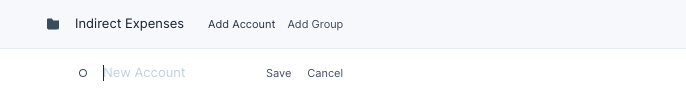 Indirect Expenses Add Account Add Group
New Account Save Cancel